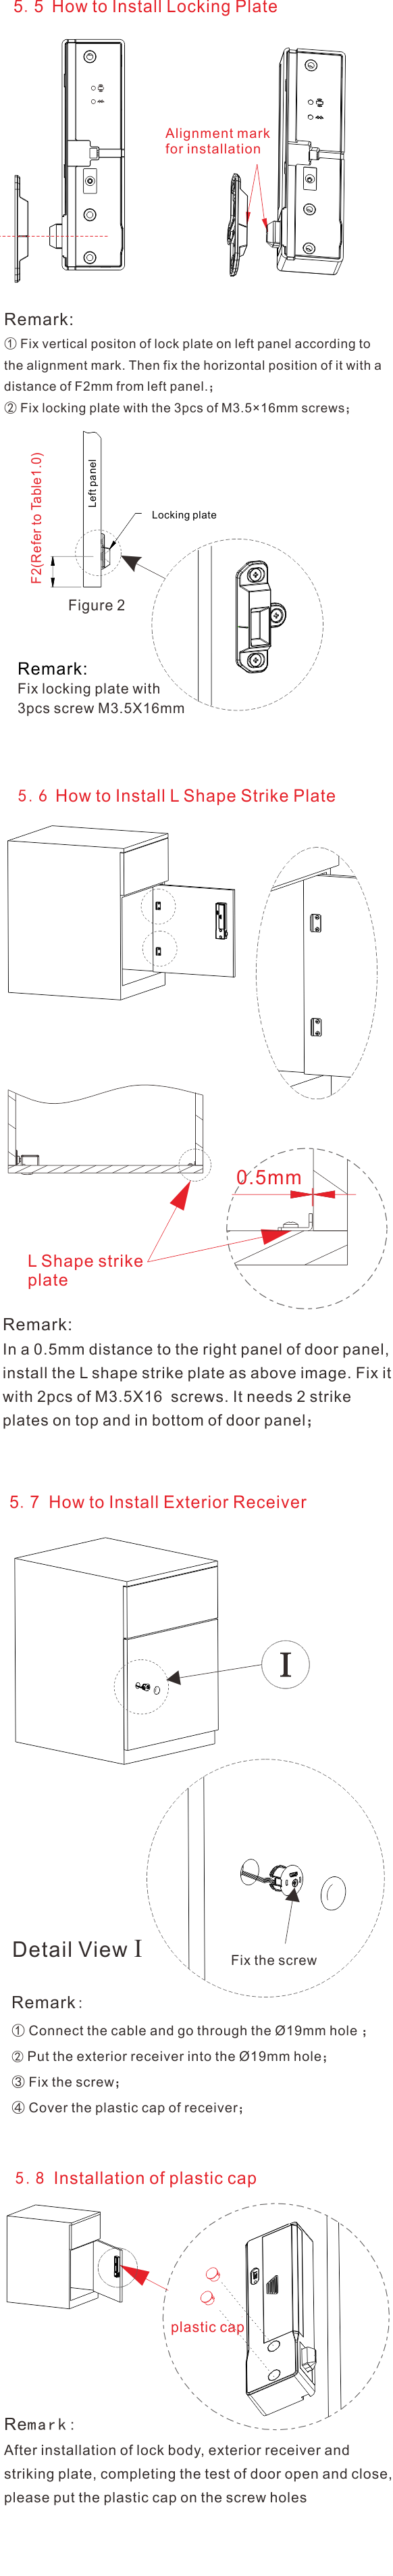 5. 5 How to Install Locking Plate
Alignment mark
for installation
Remark:
① Fix vertical positon of lock plate on left panel according to
the alignment mark. Then fix the horizontal position of it with a
distance of F2mm from left panel.;
② Fix locking plate with the 3pcs of M3.5×16mm screws;
F2(Refer to Table1.0)
Left panel
Locking plate
Figure 2
Remark:
Fix locking plate with
3pcs screw M3.5X16mm
5. 6 How to Install L Shape Strike Plate
0.5mm
L Shape strike
plate
Remark:
In a 0.5mm distance to the right panel of door panel,
install the L shape strike plate as above image. Fix it
with 2pcs of M3.5X16 screws. It needs 2 strike
plates on top and in bottom of door panel;
5. 7 How to Install Exterior Receiver
I
Detail View I
Fix the screw
Remark:
① Connect the cable and go through the Ø19mm hole ;
② Put the exterior receiver into the Ø19mm hole;
③ Fix the screw;
④ Cover the plastic cap of receiver;
5. 8 Installation of plastic cap
plastic cap
Remark:
After installation of lock body, exterior receiver and
striking plate, completing the test of door open and close,
please put the plastic cap on the screw holes